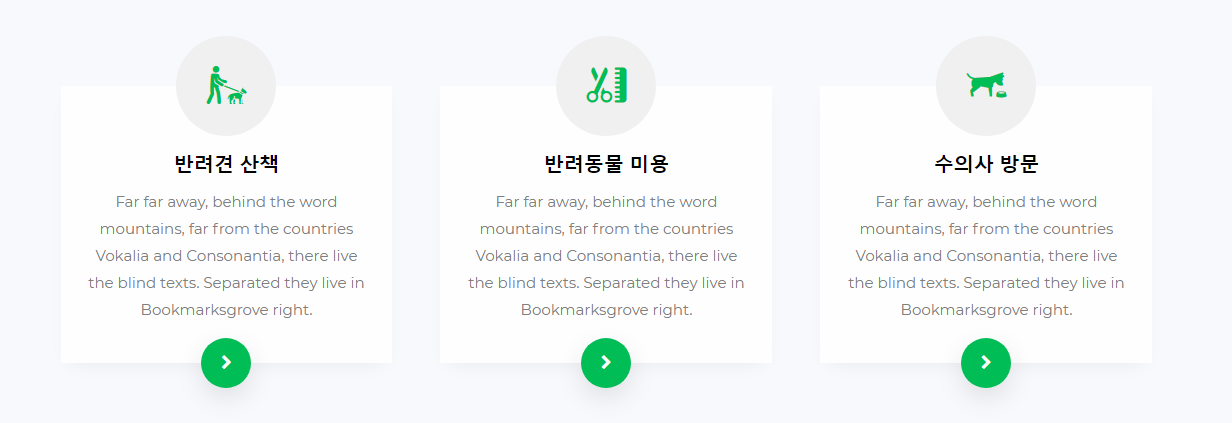 반려견 산책
Far far away, behind the word
mountains, far from the countries
Vokalia and Consonantia, there live
the blind texts. Separated they live in
Bookmarksgrove right.
반려동물 미용
Far far away, behind the word
mountains, far from the countries
Vokalia and Consonantia, there live
the blind texts. Separated they live in
Bookmarksgrove right.
수의사 방문
Far far away, behind the word
mountains, far from the countries
Vokalia and Consonantia, there live
the blind texts. Separated they live in
Bookmarksgrove right.